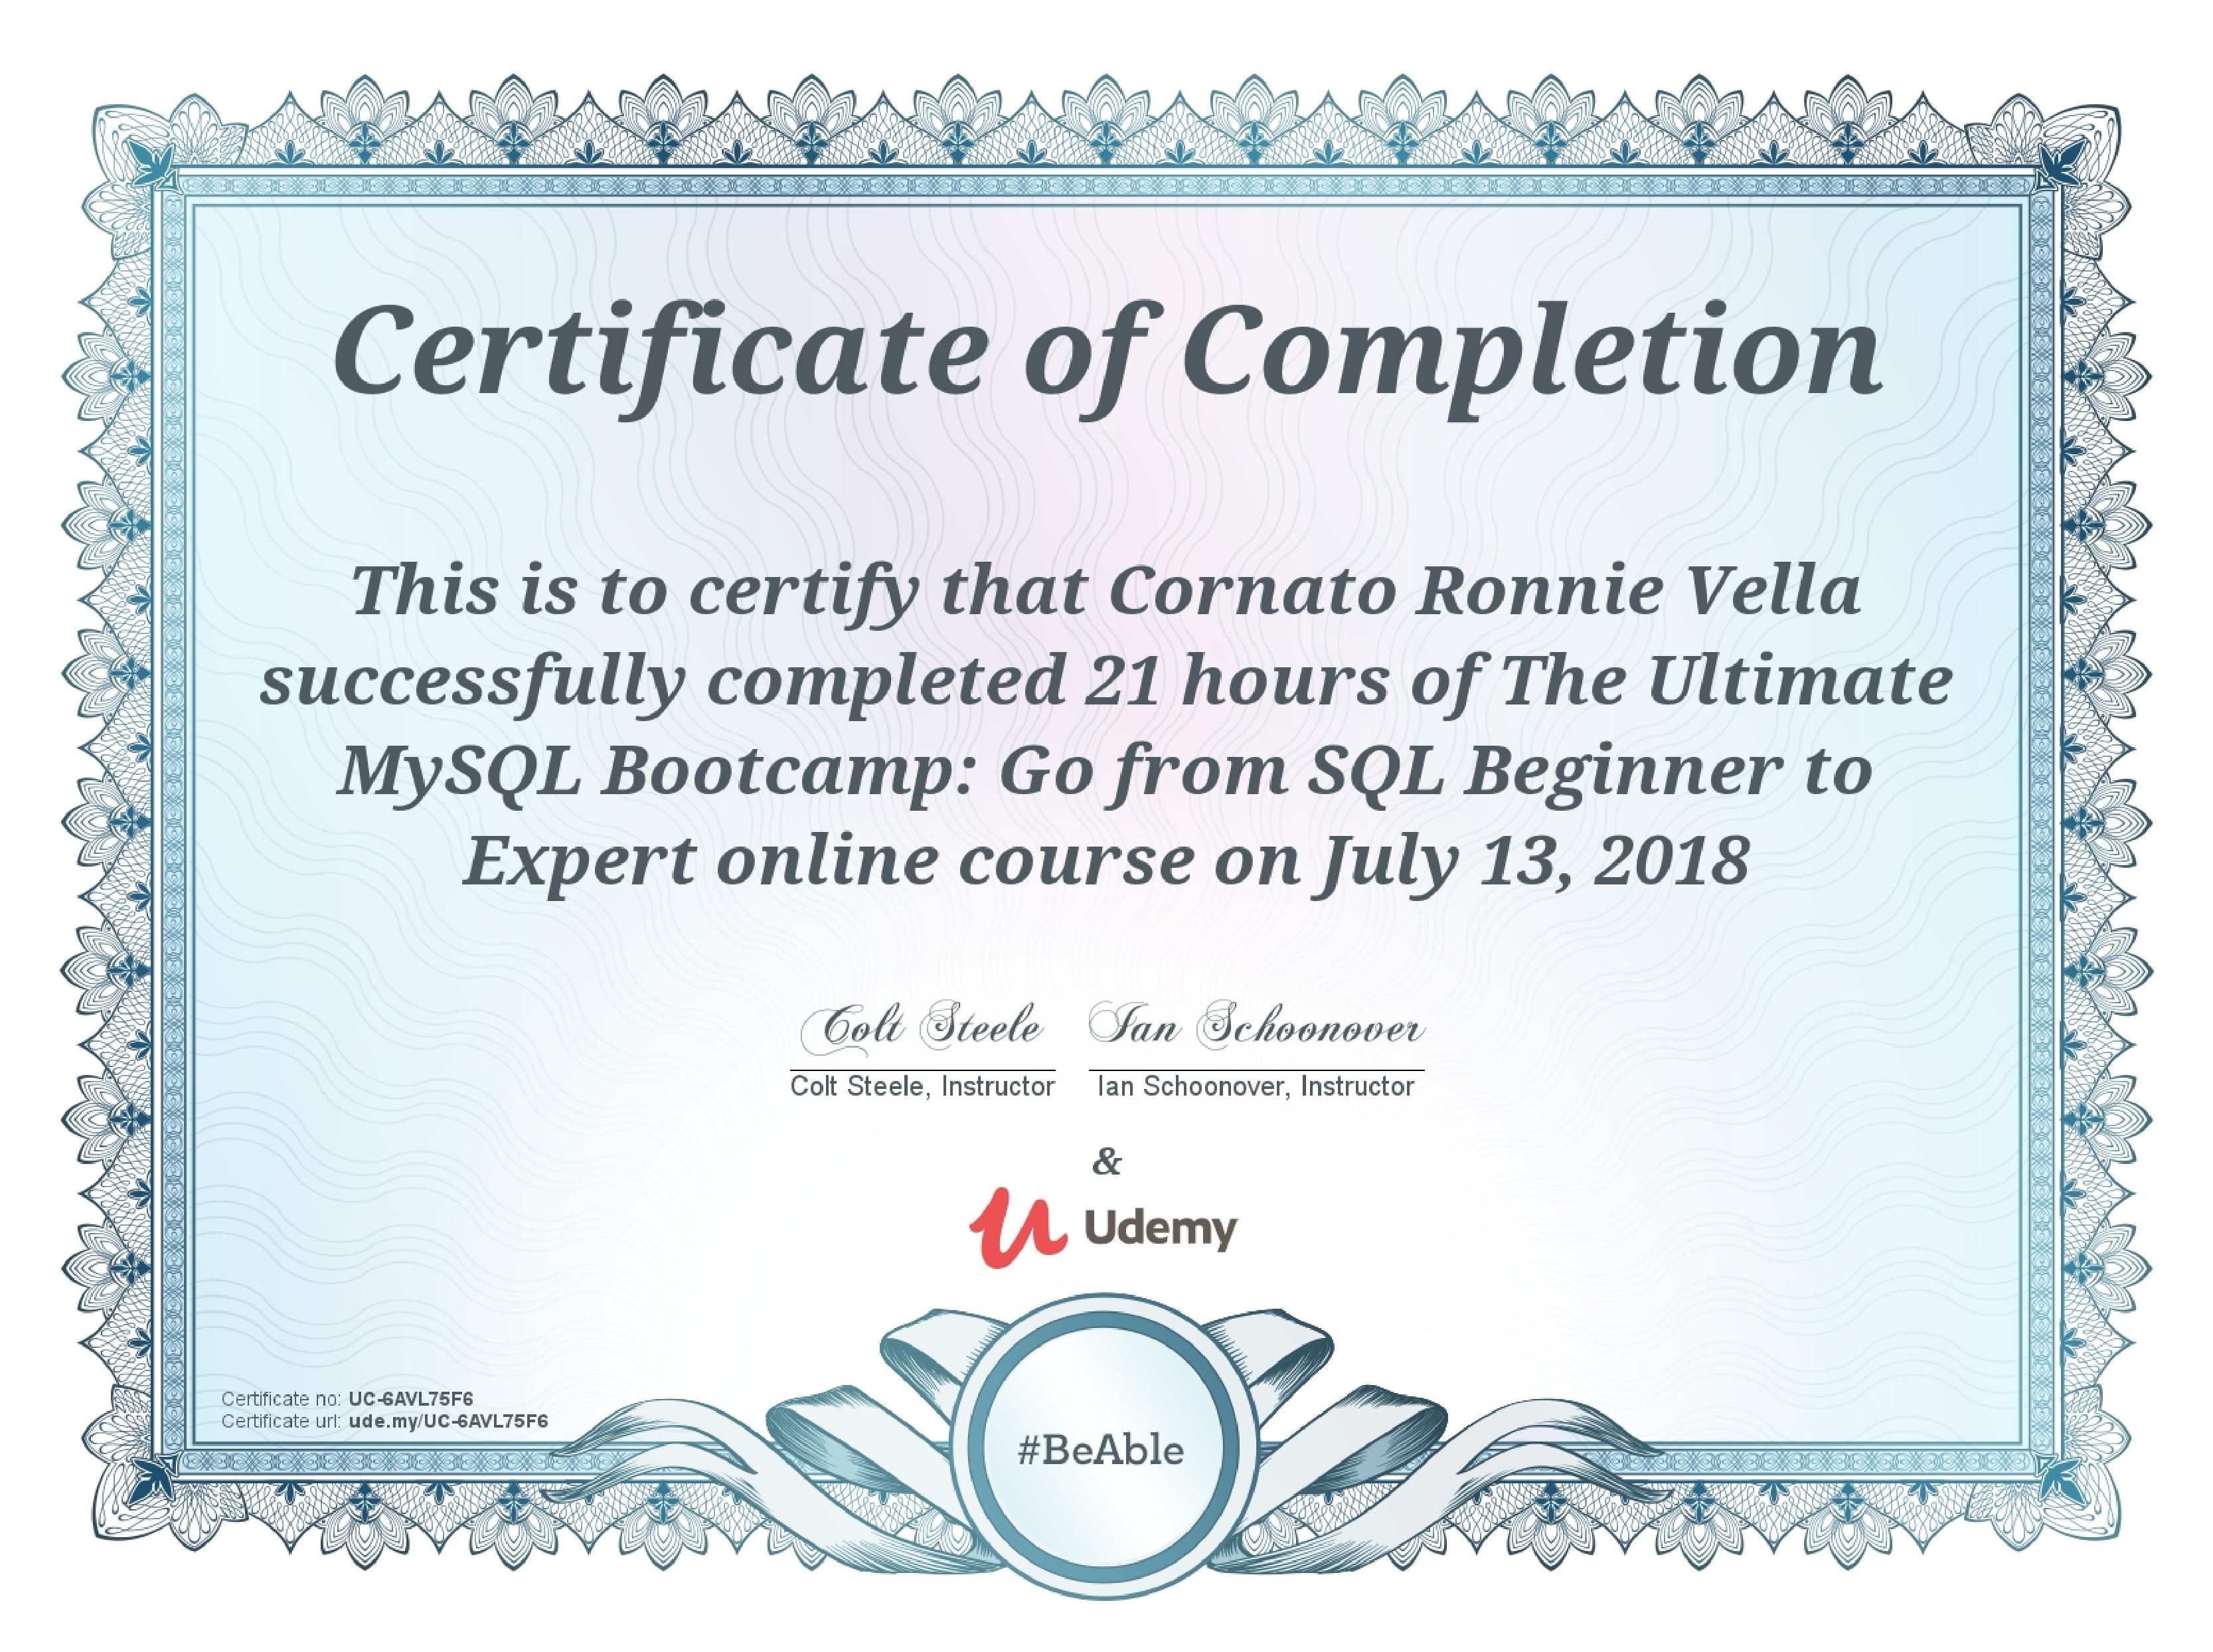 Certificate of Completion
This is to certify that Cornato Ronnie Vella
successfully completed 21 hours of The Ultimate
MySQL Bootcamp: Go from SQL Beginner to
Expert online course on July 13, 2018
Colt Steele Ian Schoonover
Colt Steele, Instructor Ian Schoonover, Instructor
&
Udemy
Certificate no: UC-6AVL75F6
Certificate url: ude.my/UC-6AVL75F6
#BeAble